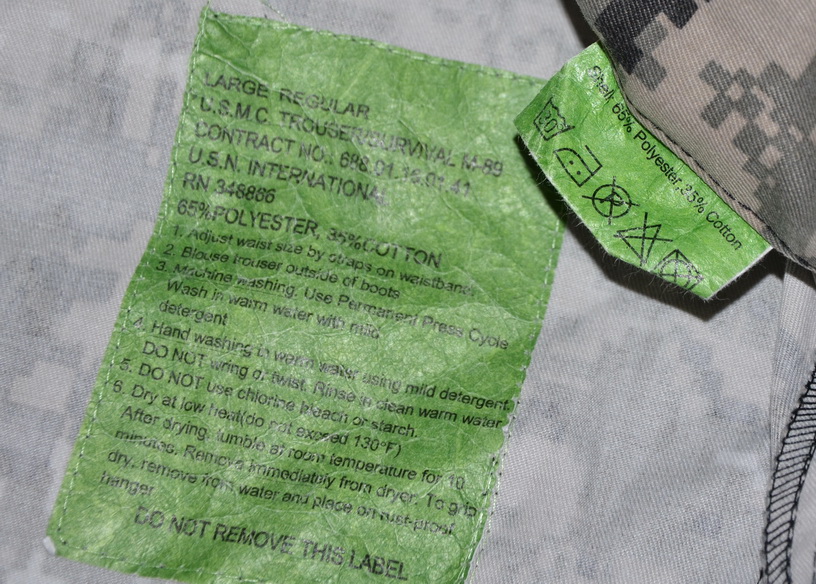 LARGE REGULAR
U.S.M.C. TROUSER/SURVIVAL M-89
CONTRACT NO.: 688.01.16.01.41
U.S.N. INTERNATIONAL
RN 348866
65%POLYESTER, 35%COTTON
1. Adjust waist size by straps on waistband
2. Blouse trouser outside of boots
3. Machine washing. Use Permanent Press Cycle
Wash in warm water with mild
detergent
4. Hand washing in warm water using mild detergent.
DO NOT wring or twist. Rinse in clean warm water
5. DO NOT use chlorine bleach or starch.
6. Dry at low heat(do not exceed 130°F)
After drying, tumble at room temperature for 10
minutes. Remove immediately from dryer. To drip
dry, remove from water and place on rust-proof
hanger
DO NOT REMOVE THIS LABEL
Shell: 65% Polyester,35% Cotton
P